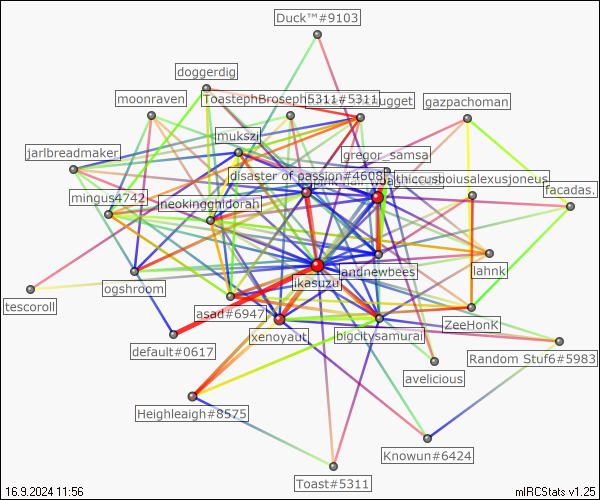 Duck™#9103
doggerdig
moonraven
ToastephBroseph5311#5311
nugget
gazpachoman
mukszi
jarlbreadmaker
gregor_samsa
disaster of passion#4608
thiccusboiusalexusjoneus
facadas.
mingus4742
neokingghidorah
andnewbees
lahnk
ogshroom
ikasuzu
tescoroll
asad#6947
ZeeHonK
xenoyaut
bigcitysamurai
default#0617
Random Stuf6#5983
avelicious
Heighleaigh#8575
Knowun#6424
Toast#5311
16.9.2024 11:56
mIRCStats v1.25